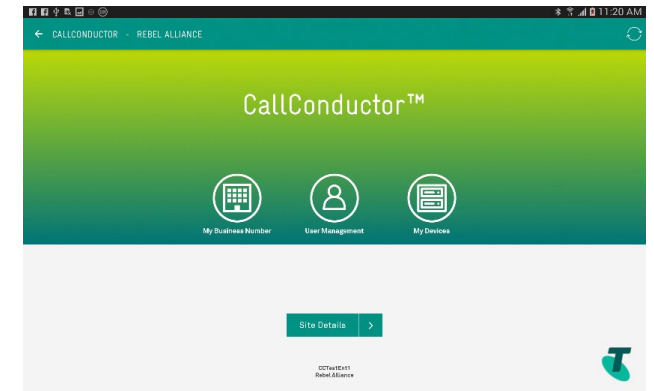 11:20 AM
CALLCONDUCTOR - REBEL ALLIANCE
CallConductor™
My Business Number
User Management
My Devices
Site Details
CCTestExt1
Rebel Alliance